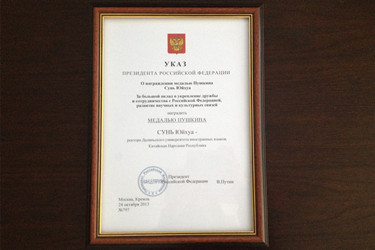 УКАЗ
ПРЕЗИДЕНТА РОССИЙСКОЙ ФЕДЕРАЦИИ
О награждении медалью Пушкина
Сунь Юйхуа
За большой вклад в укрепление дружбы
и сотрудничества с Российской Федерацией,
развитие научных и культурных связей
наградить
МЕДАЛЬЮ ПУШКИНА
СУНЬ Юйхуа -
ректора Даляньского университета иностранных языков,
Китайская Народная Республика
Президент
Российской Федерации В.Путин
Москва, Кремль